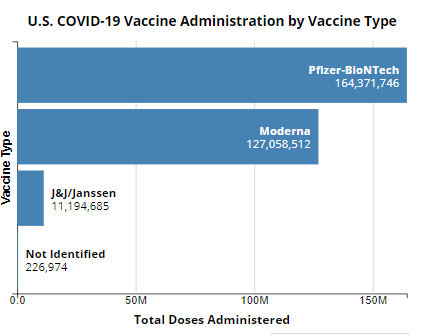 U.S. COVID-19 Vaccine Administration by Vaccine Type
Vaccine Type
Pfizer-BioNTech
164,371,746
Moderna
127,058,512
J&J/Janssen
11,194,685
Not Identified
226,974
0.0 50M 100M 150M
Total Doses Administered